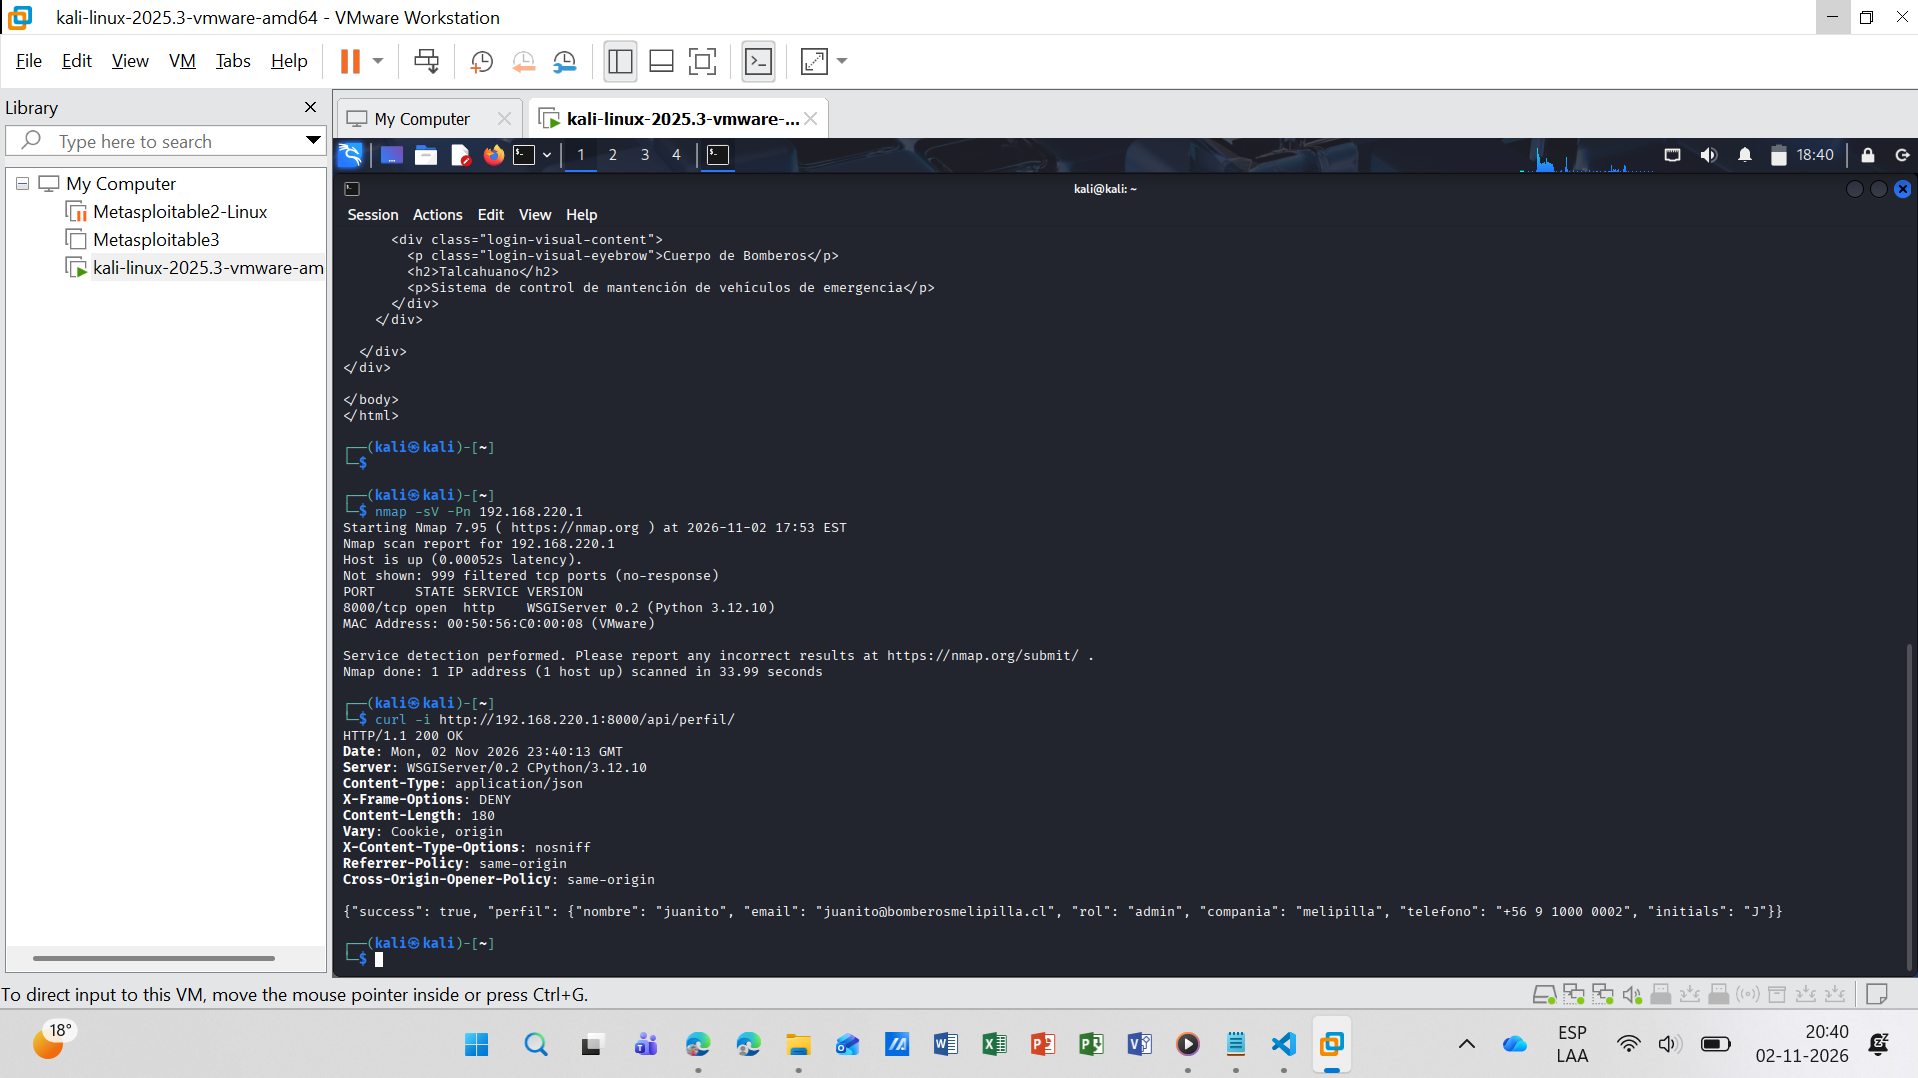 kali-linux-2025.3-vmware-amd64 - VMware Workstation
File Edit View VM Tabs Help
Library
Type here to search
My Computer
Metasploitable2-Linux
Metasploitable3
kali-linux-2025.3-vmware-am
My Computer
kali-linux-2025.3-vmware-...
1 2 3 4
18:40
kali@kali: ~
Session Actions Edit View Help
<div class="login-visual-content">
<p class="login-visual-eyebrow">Cuerpo de Bomberos</p>
<h2>Talcahuano</h2>
<p>Sistema de control de mantención de vehículos de emergencia</p>
</div>
</div>
</div>
</div>
</body>
</html>
┌──(kali㉿kali)-[~]
└─$
┌──(kali㉿kali)-[~]
└─$ nmap -sV -Pn 192.168.220.1
Starting Nmap 7.95 ( https://nmap.org ) at 2026-11-02 17:53 EST
Nmap scan report for 192.168.220.1
Host is up (0.00052s latency).
Not shown: 999 filtered tcp ports (no-response)
PORT     STATE SERVICE VERSION
8000/tcp open  http    WSGIServer 0.2 (Python 3.12.10)
MAC Address: 00:50:56:C0:00:08 (VMware)
Service detection performed. Please report any incorrect results at https://nmap.org/submit/ .
Nmap done: 1 IP address (1 host up) scanned in 33.99 seconds
┌──(kali㉿kali)-[~]
└─$ curl -i http://192.168.220.1:8000/api/perfil/
HTTP/1.1 200 OK
Date: Mon, 02 Nov 2026 23:40:13 GMT
Server: WSGIServer/0.2 CPython/3.12.10
Content-Type: application/json
X-Frame-Options: DENY
Content-Length: 180
Vary: Cookie, origin
X-Content-Type-Options: nosniff
Referrer-Policy: same-origin
Cross-Origin-Opener-Policy: same-origin
{"success": true, "perfil": {"nombre": "juanito", "email": "juanito@bomberosmelipilla.cl", "rol": "admin", "compania": "melipilla", "telefono": "+56 9 1000 0002", "initials": "J"}}
┌──(kali㉿kali)-[~]
└─$
To direct input to this VM, move the mouse pointer inside or press Ctrl+G.
18°
ESP
LAA
20:40
02-11-2026